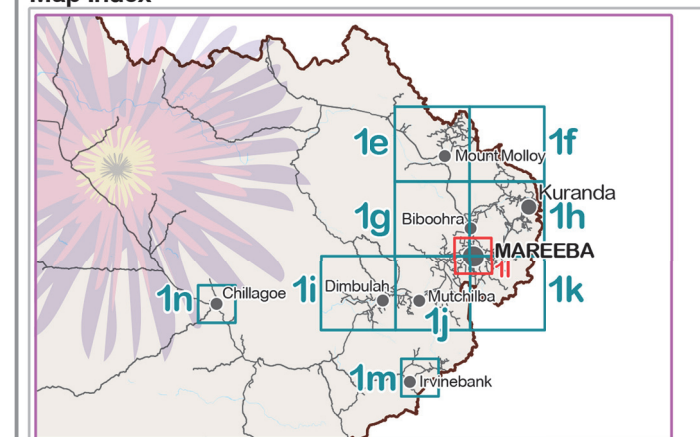 Map Index
1e
Mount Molloy
1f
Kuranda
1g
Biboohra
1h
MAREEBA
1l
1n
Chillagoe
1i
Dimbulah
Mutchilba
1j
1k
1m
Irvinebank